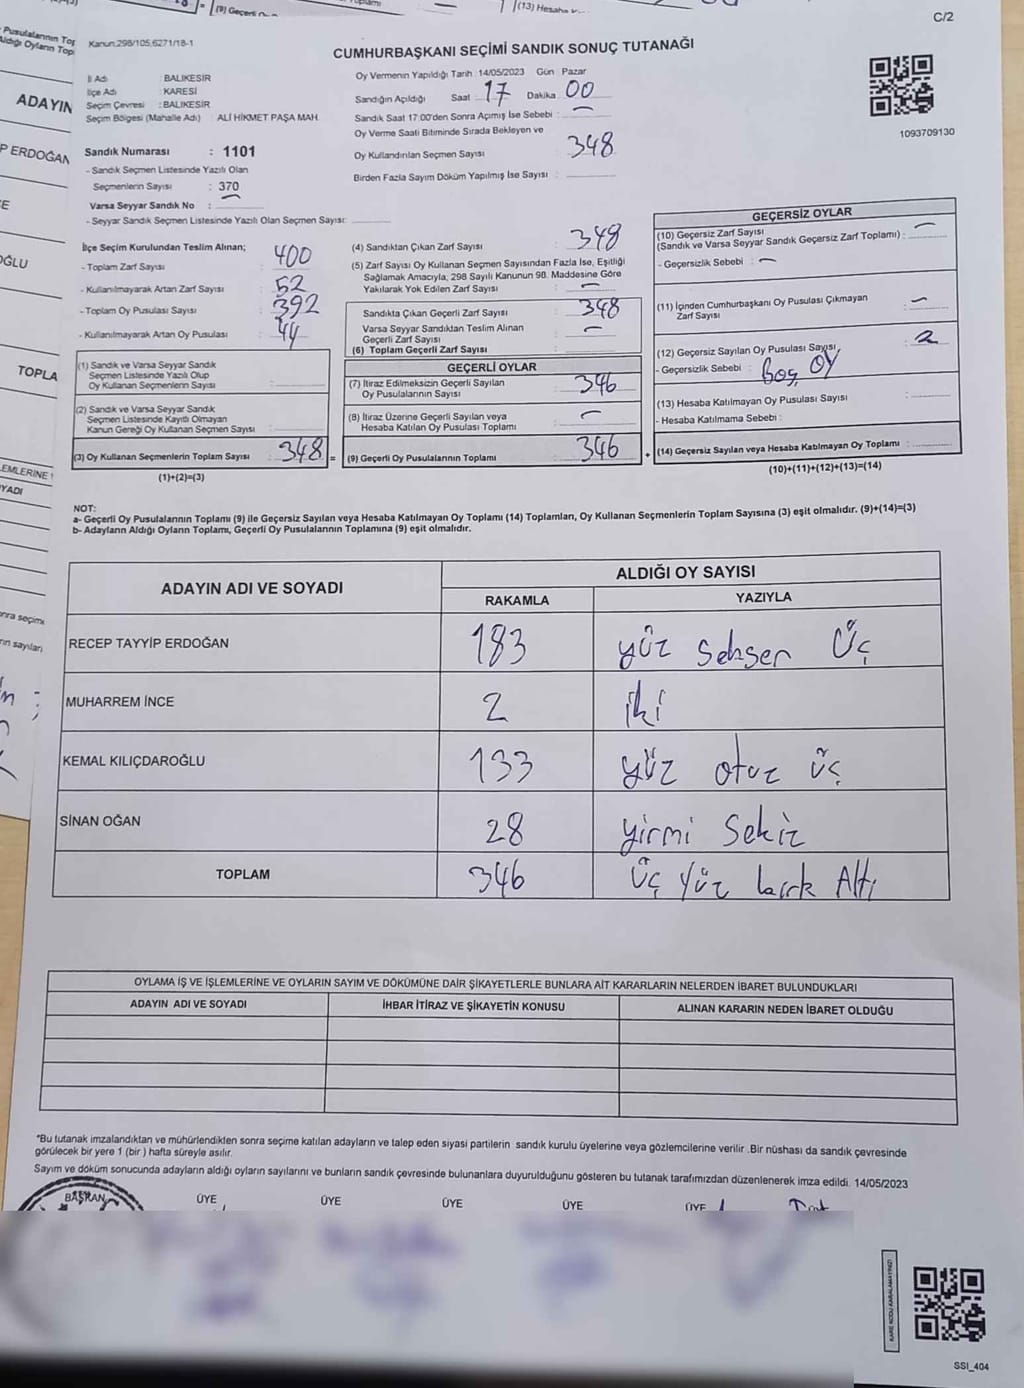 (9) Geçerli
(13) Hesaba
C/2
Kanun:298/105,6271/18-1
CUMHURBAŞKANI SEÇİMİ SANDIK SONUÇ TUTANAĞI
İl Adı : BALIKESİR
İlçe Adı : KARESİ
Seçim Çevresi : BALIKESİR
Seçim Bölgesi (Mahalle Adı) : ALİ HİKMET PAŞA MAH.
Oy Vermenin Yapıldığı Tarih :14/05/2023 Gün :Pazar
Sandığın Açıldığı Saat :17 Dakika :00
Sandık Saat 17:00'den Sonra Açılmış İse Sebebi : —
Oy Verme Saati Bitiminde Sırada Bekleyen ve
Oy Kullandırılan Seçmen Sayısı : 348
Birden Fazla Sayım Döküm Yapılmış İse Sayısı :
1093709130
Sandık Numarası : 1101
- Sandık Seçmen Listesinde Yazılı Olan
Seçmenlerin Sayısı : 370
Varsa Seyyar Sandık No : —
- Seyyar Sandık Seçmen Listesinde Yazılı Olan Seçmen Sayısı:
İlçe Seçim Kurulundan Teslim Alınan;
- Toplam Zarf Sayısı : 400
- Kullanılmayarak Artan Zarf Sayısı : 52
- Toplam Oy Pusulası Sayısı : 392
- Kullanılmayarak Artan Oy Pusulası : 44
(1) Sandık ve Varsa Seyyar Sandık
Seçmen Listesinde Yazılı Olup
Oy Kullanan Seçmenlerin Sayısı :
(2) Sandık ve Varsa Seyyar Sandık
Seçmen Listesinde Kayıtlı Olmayan
Kanun Gereği Oy Kullanan Seçmen Sayısı :
(3) Oy Kullanan Seçmenlerin Toplam Sayısı : 348
(1)+(2)=(3)
(4) Sandıktan Çıkan Zarf Sayısı : 348
(5) Zarf Sayısı Oy Kullanan Seçmen Sayısından Fazla İse, Eşitliği
Sağlamak Amacıyla, 298 Sayılı Kanunun 98. Maddesine Göre
Yakılarak Yok Edilen Zarf Sayısı : —
Sandıkta Çıkan Geçerli Zarf Sayısı : 348
Varsa Seyyar Sandıktan Teslim Alınan
Geçerli Zarf Sayısı : —
(6) Toplam Geçerli Zarf Sayısı :
GEÇERLİ OYLAR
(7) İtiraz Edilmeksizin Geçerli Sayılan
Oy Pusulalarının Sayısı : 346
(8) İtiraz Üzerine Geçerli Sayılan veya
Hesaba Katılan Oy Pusulası Toplamı : —
= (9) Geçerli Oy Pusulalarının Toplamı : 346
GEÇERSİZ OYLAR
(10) Geçersiz Zarf Sayısı
(Sandık ve Varsa Seyyar Sandık Geçersiz Zarf Toplamı) : —
- Geçersizlik Sebebi : —
(11) İçinden Cumhurbaşkanı Oy Pusulası Çıkmayan
Zarf Sayısı : —
(12) Geçersiz Sayılan Oy Pusulası Sayısı : 2
- Geçersizlik Sebebi : Boş OY
(13) Hesaba Katılmayan Oy Pusulası Sayısı :
- Hesaba Katılmama Sebebi :
+ (14) Geçersiz Sayılan veya Hesaba Katılmayan Oy Toplamı :
(10)+(11)+(12)+(13)=(14)
NOT:
a- Geçerli Oy Pusulalarının Toplamı (9) ile Geçersiz Sayılan veya Hesaba Katılmayan Oy Toplamı (14) Toplamları, Oy Kullanan Seçmenlerin Toplam Sayısına (3) eşit olmalıdır. (9)+(14)=(3)
b- Adayların Aldığı Oyların Toplamı, Geçerli Oy Pusulalarının Toplamına (9) eşit olmalıdır.
ADAYIN ADI VE SOYADI ALDIĞI OY SAYISI
RAKAMLA YAZIYLA
RECEP TAYYİP ERDOĞAN 183 yüz seksen Üç
MUHARREM İNCE 2 iki
KEMAL KILIÇDAROĞLU 133 yüz otuz üç
SİNAN OĞAN 28 yirmi Sekiz
TOPLAM 346 üç yüz kırk Altı
OYLAMA İŞ VE İŞLEMLERİNE VE OYLARIN SAYIM VE DÖKÜMÜNE DAİR ŞİKAYETLERLE BUNLARA AİT KARARLARIN NELERDEN İBARET BULUNDUKLARI
ADAYIN ADI VE SOYADI İHBAR İTİRAZ VE ŞİKAYETİN KONUSU ALINAN KARARIN NEDEN İBARET OLDUĞU
"Bu tutanak imzalandıktan ve mühürlendikten sonra seçime katılan adayların ve talep eden siyasi partilerin sandık kurulu üyelerine veya gözlemcilerine verilir .Bir nüshası da sandık çevresinde
görülecek bir yere 1 (bir ) hafta süreyle asılır.
Sayım ve döküm sonucunda adayların aldığı oyların sayılarını ve bunların sandık çevresinde bulunanlara duyurulduğunu gösteren bu tutanak tarafımızdan düzenlenerek imza edildi. 14/05/2023
BAŞKAN ÜYE ÜYE ÜYE ÜYE ÜYE
KARE KODU KARALAMAYINIZ!
SSI_404
Pusulalarının Top
Aldığı Oyların Top
ADAYIN
P ERDOĞAN
CE
OĞLU
TOPLA
LEMLERİNE
OYADI
onra seçime
rın sayıları